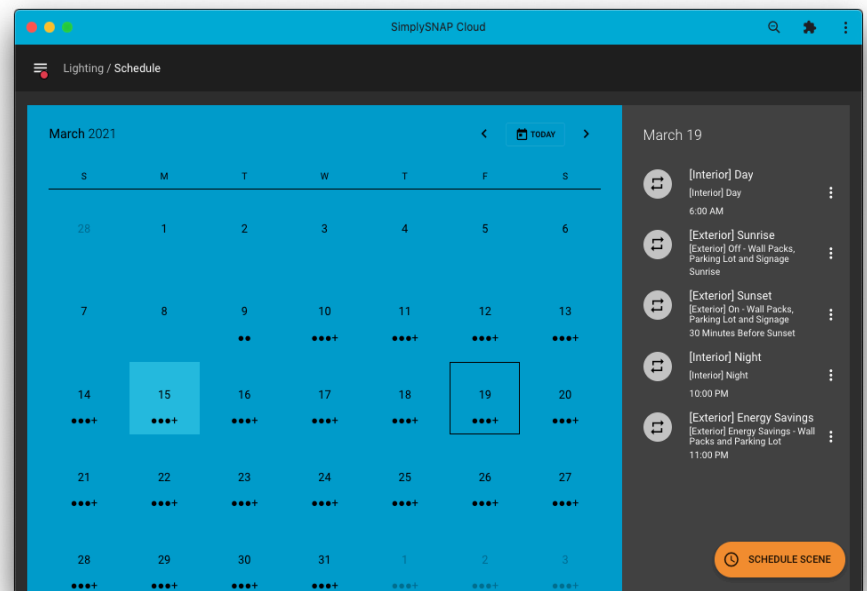 SimplySNAP Cloud
Lighting / Schedule
March 2021
TODAY
S M T W T F S
28 1 2 3 4 5 6
7 8 9 10 11 12 13
●● ●●●+ ●●●+ ●●●+ ●●●+
14 15 16 17 18 19 20
●●●+ ●●●+ ●●●+ ●●●+ ●●●+ ●●●+ ●●●+
21 22 23 24 25 26 27
●●●+ ●●●+ ●●●+ ●●●+ ●●●+ ●●●+ ●●●+
28 29 30 31 1 2 3
●●●+ ●●●+ ●●●+ ●●●+ ●●●+ ●●●+ ●●●+
March 19
[Interior] Day
[Interior] Day
6:00 AM
[Exterior] Sunrise
[Exterior] Off - Wall Packs,
Parking Lot and Signage
Sunrise
[Exterior] Sunset
[Exterior] On - Wall Packs,
Parking Lot and Signage
30 Minutes Before Sunset
[Interior] Night
[Interior] Night
10:00 PM
[Exterior] Energy Savings
[Exterior] Energy Savings - Wall
Packs and Parking Lot
11:00 PM
SCHEDULE SCENE